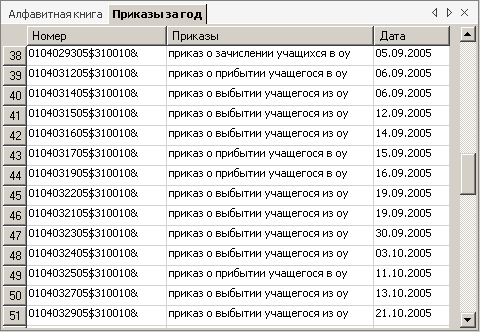 Алфавитная книга Приказы за год
Номер Приказы Дата
38 0104029305$310010& приказ о зачислении учащихся в оу 05.09.2005
39 0104031205$310010& приказ о прибытии учащегося в оу 06.09.2005
40 0104031405$310010& приказ о выбытии учащегося из оу 06.09.2005
41 0104031505$310010& приказ о выбытии учащегося из оу 12.09.2005
42 0104031605$310010& приказ о выбытии учащегося из оу 14.09.2005
43 0104031705$310010& приказ о прибытии учащегося в оу 15.09.2005
44 0104031905$310010& приказ о прибытии учащегося в оу 16.09.2005
45 0104032205$310010& приказ о выбытии учащегося из оу 19.09.2005
46 0104032105$310010& приказ о выбытии учащегося из оу 19.09.2005
47 0104032305$310010& приказ о выбытии учащегося из оу 30.09.2005
48 0104032405$310010& приказ о выбытии учащегося из оу 03.10.2005
49 0104032505$310010& приказ о прибытии учащегося в оу 11.10.2005
50 0104032705$310010& приказ о выбытии учащегося из оу 13.10.2005
51 0104032905$310010& приказ о выбытии учащегося из оу 21.10.2005